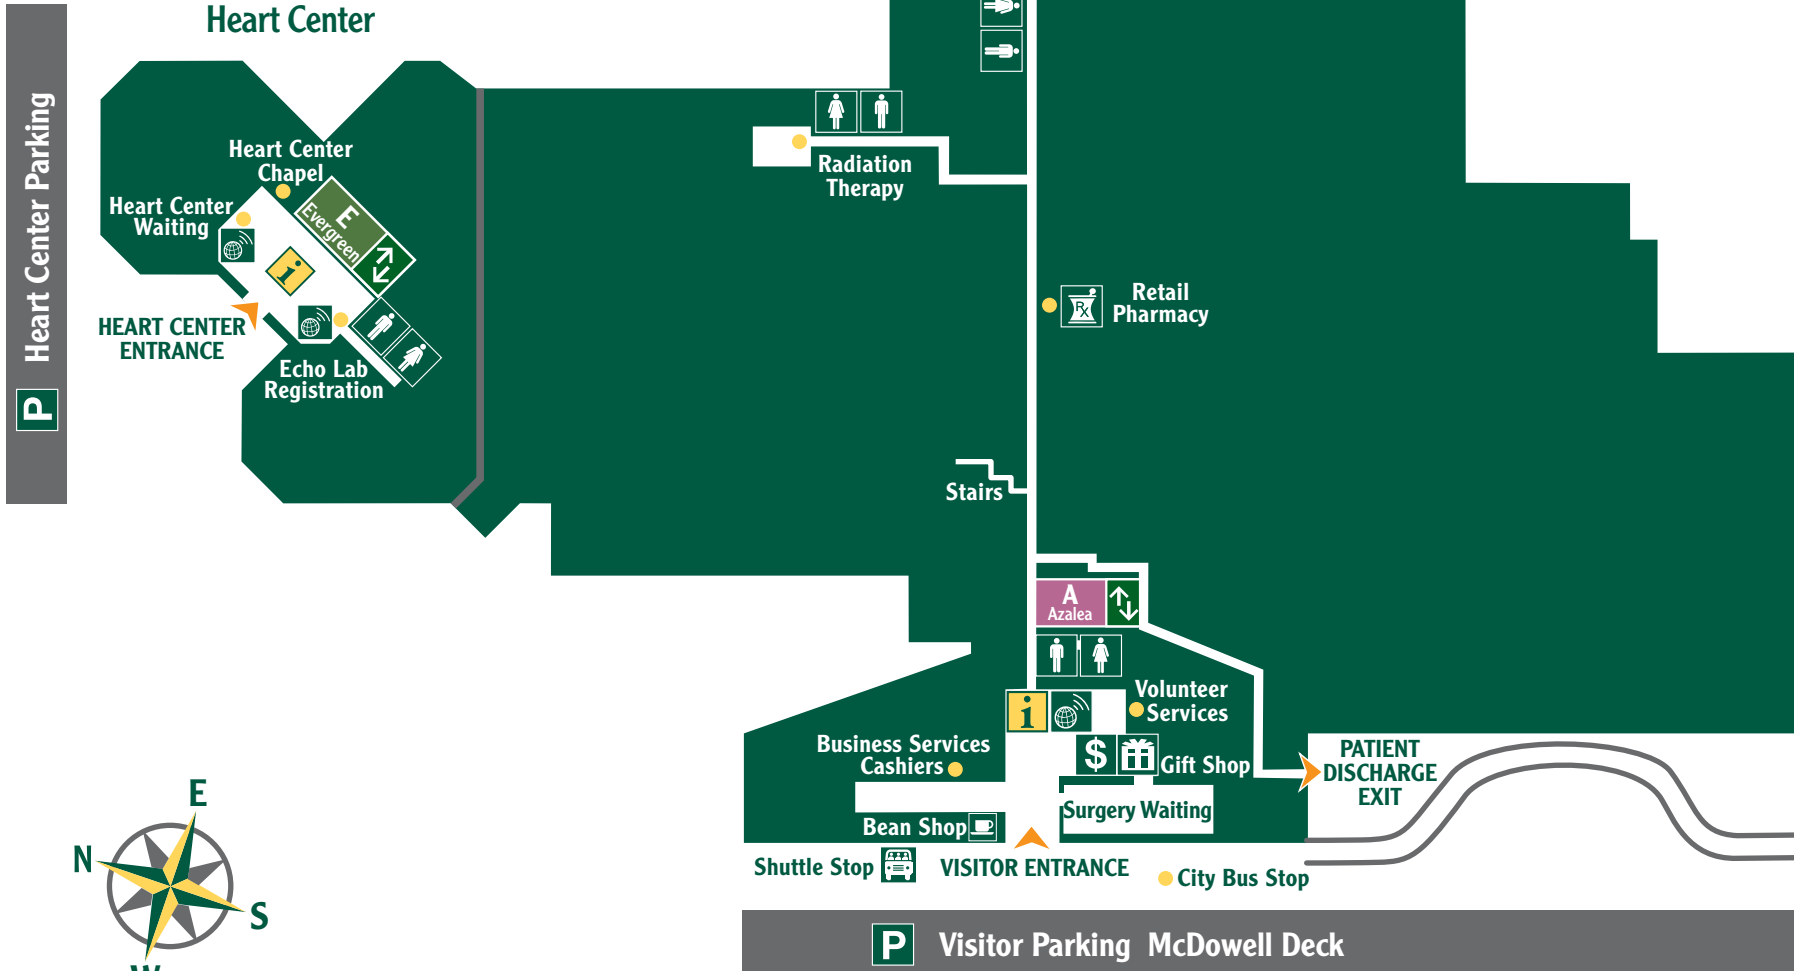 Heart Center
Heart Center Parking
P
Heart Center
Chapel
Heart Center
Waiting
E
Evergreen
i
HEART CENTER
ENTRANCE
Echo Lab
Registration
Radiation
Therapy
Rx
Retail
Pharmacy
Stairs
A
Azalea
i
Volunteer
Services
Business Services
Cashiers
$
Gift Shop
PATIENT
DISCHARGE
EXIT
Surgery Waiting
Bean Shop
Shuttle Stop
VISITOR ENTRANCE
City Bus Stop
P
Visitor Parking McDowell Deck
E
N
S
W